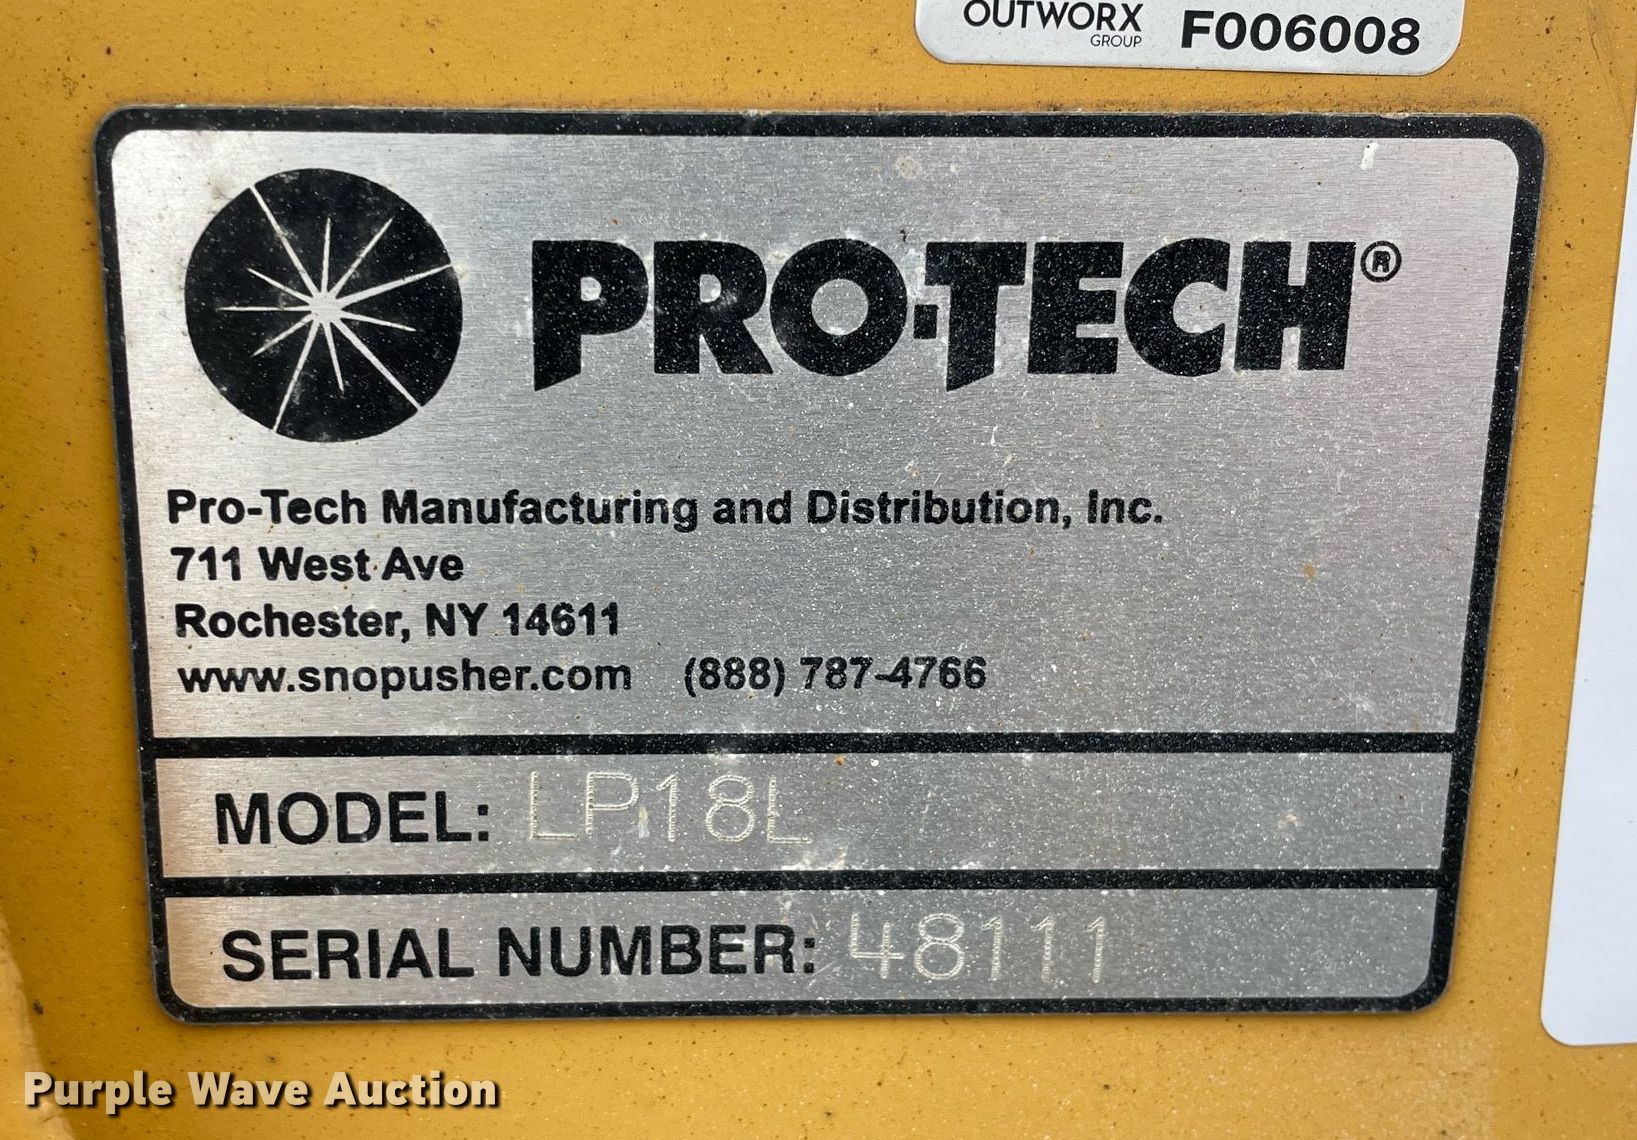 OUTWORX
GROUP
F006008
PRO-TECH®
Pro-Tech Manufacturing and Distribution, Inc.
711 West Ave
Rochester, NY 14611
www.snopusher.com (888) 787-4766
MODEL: LP18L
SERIAL NUMBER: 48111
Purple Wave Auction